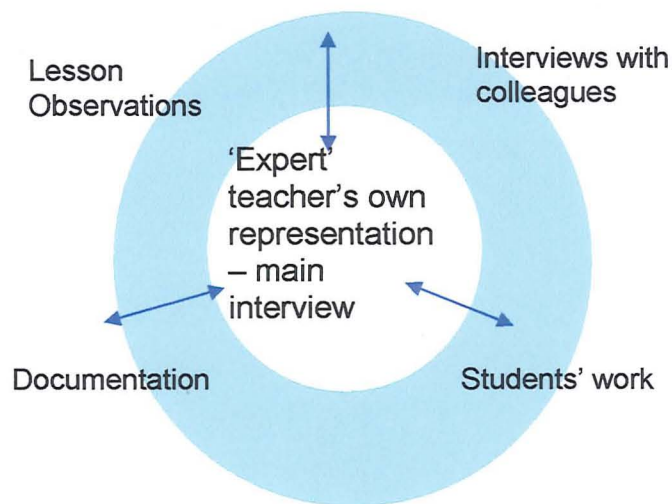 Lesson
Observations
Interviews with
colleagues
‘Expert’
teacher’s own
representation
– main
interview
Documentation
Students’ work